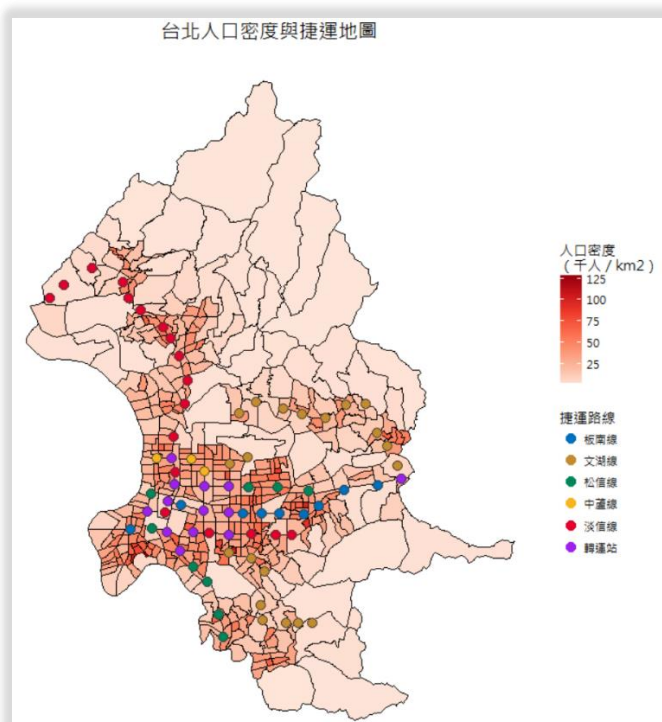 台北人口密度與捷運地圖
人口密度
（千人 / km2）
125
100
75
50
25
捷運路線
板南線
文湖線
松信線
中蘆線
淡信線
轉運站